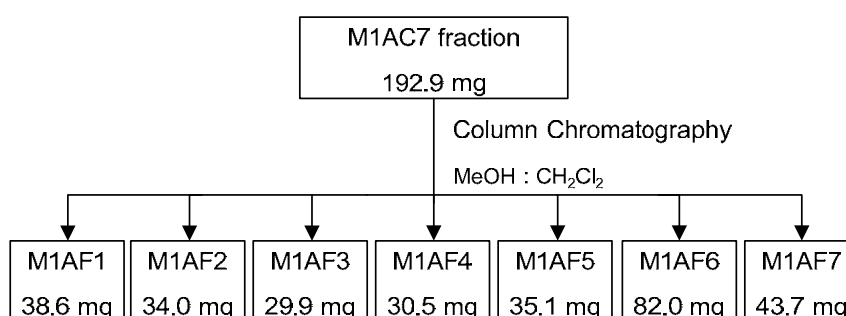 M1AC7 fraction
192.9 mg
Column Chromatography
MeOH : CH₂Cl₂
M1AF1 M1AF2 M1AF3 M1AF4 M1AF5 M1AF6 M1AF7
38.6 mg 34.0 mg 29.9 mg 30.5 mg 35.1 mg 82.0 mg 43.7 mg